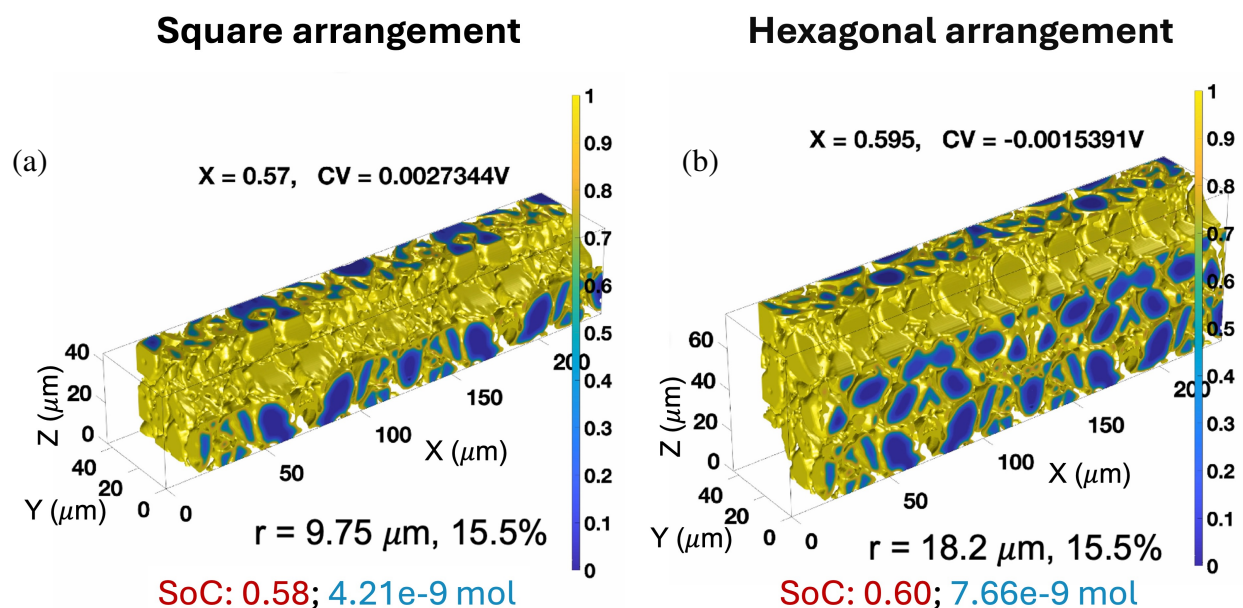 Square arrangement
Hexagonal arrangement
(a)
X = 0.57, CV = 0.0027344V
1
0.9
0.8
0.7
0.6
0.5
0.4
0.3
0.2
0.1
0
40
20
0
Z (μm)
40
20
0
Y (μm)
0
50
100
150
200
X (μm)
r = 9.75 μm, 15.5%
SoC: 0.58; 4.21e-9 mol
(b)
X = 0.595, CV = -0.0015391V
1
0.9
0.8
0.7
0.6
0.5
0.4
0.3
0.2
0.1
0
60
40
20
0
Z (μm)
40
20
0
Y (μm)
0
50
100
150
200
X (μm)
r = 18.2 μm, 15.5%
SoC: 0.60; 7.66e-9 mol